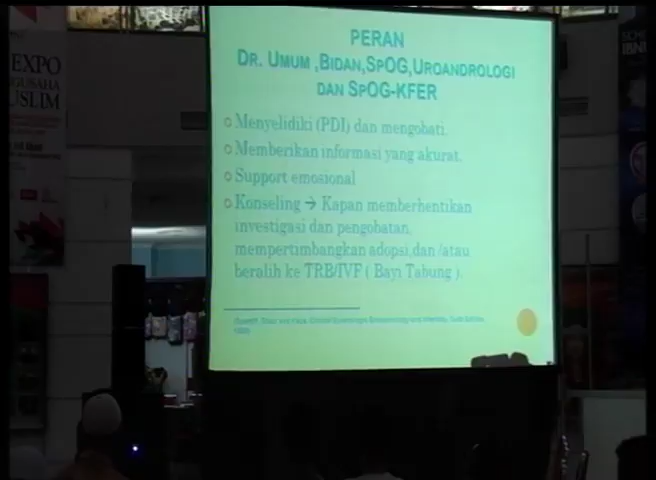 EXPO
USLIM
PERAN
DR. UMUM ,BIDAN,SPOG,UROANDROLOGI
DAN SPOG-KFER
Menyelidiki (PDI) dan mengobati.
Memberikan informasi yang akurat.
Support emosional
Konseling → Kapan memberhentikan
investigasi dan pengobatan,
mempertimbangkan adopsi,dan /atau
beralih ke TRB/IVF ( Bayi Tabung ).